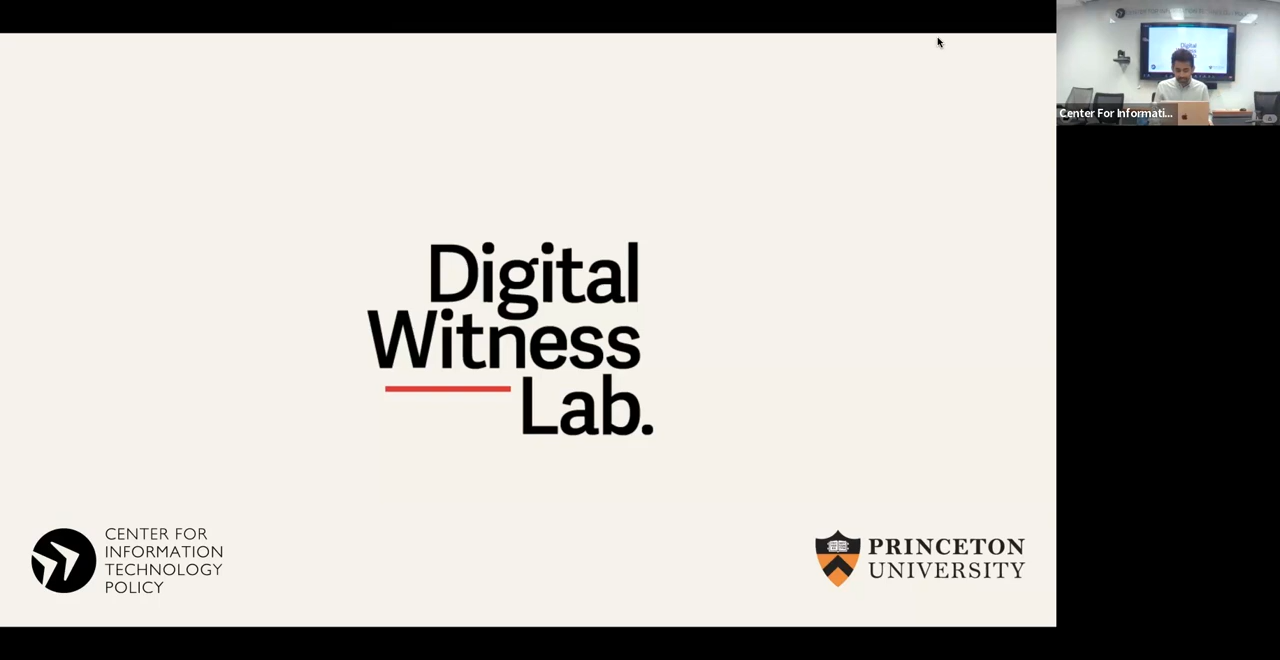 Digital
Witness
Lab.
CENTER FOR
INFORMATION
TECHNOLOGY
POLICY
PRINCETON
UNIVERSITY
Center For Informati...